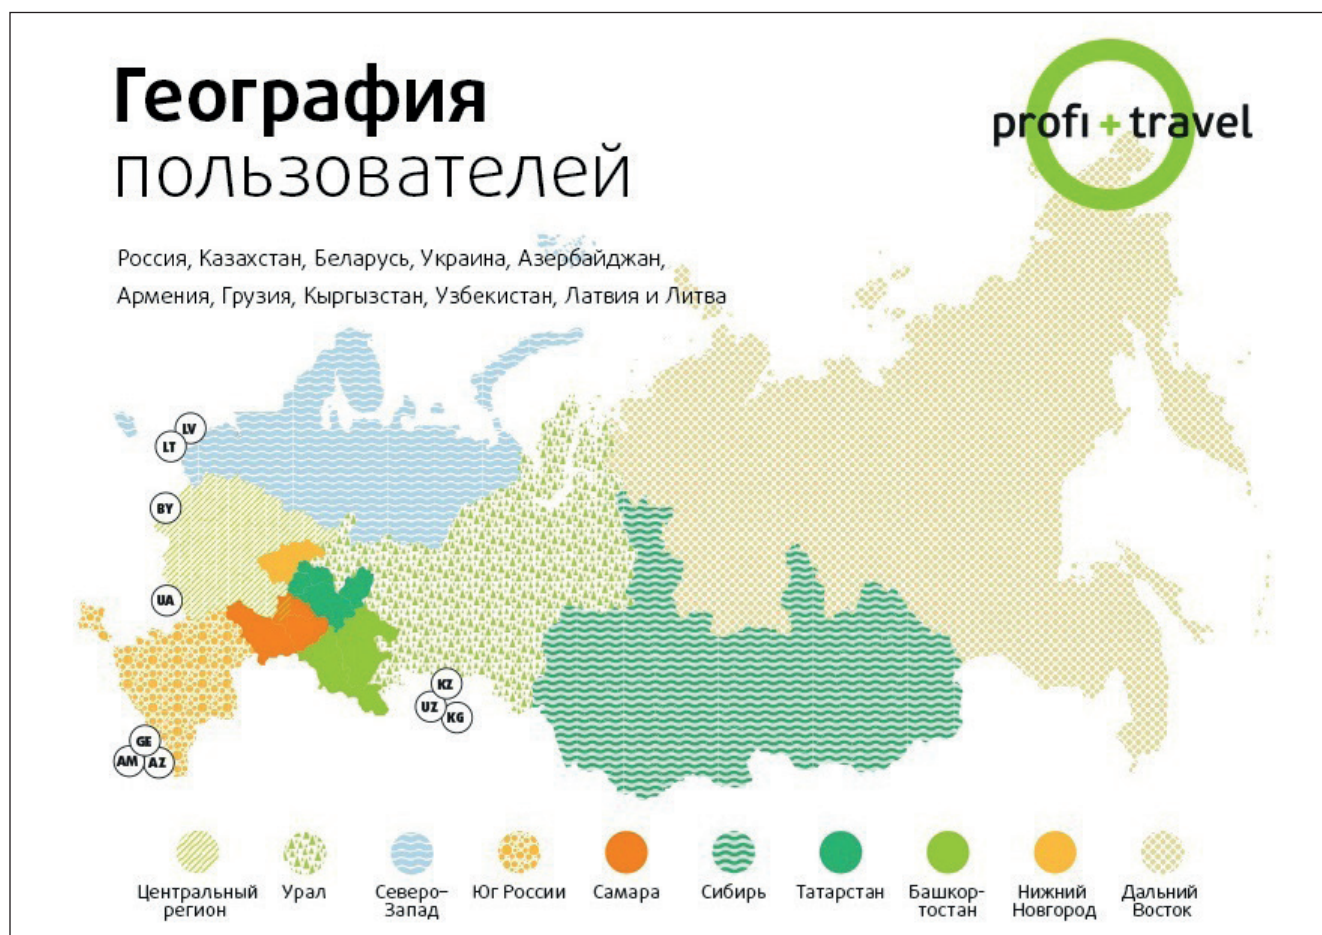 География
пользователей
profi + travel
Россия, Казахстан, Беларусь, Украина, Азербайджан,
Армения, Грузия, Кыргызстан, Узбекистан, Латвия и Литва
LV
LT
BY
UA
KZ
UZ
KG
GE
AM
AZ
Центральный
регион
Урал
Северо-
Запад
Юг России
Самара
Сибирь
Татарстан
Башкор-
тостан
Нижний
Новгород
Дальний
Восток